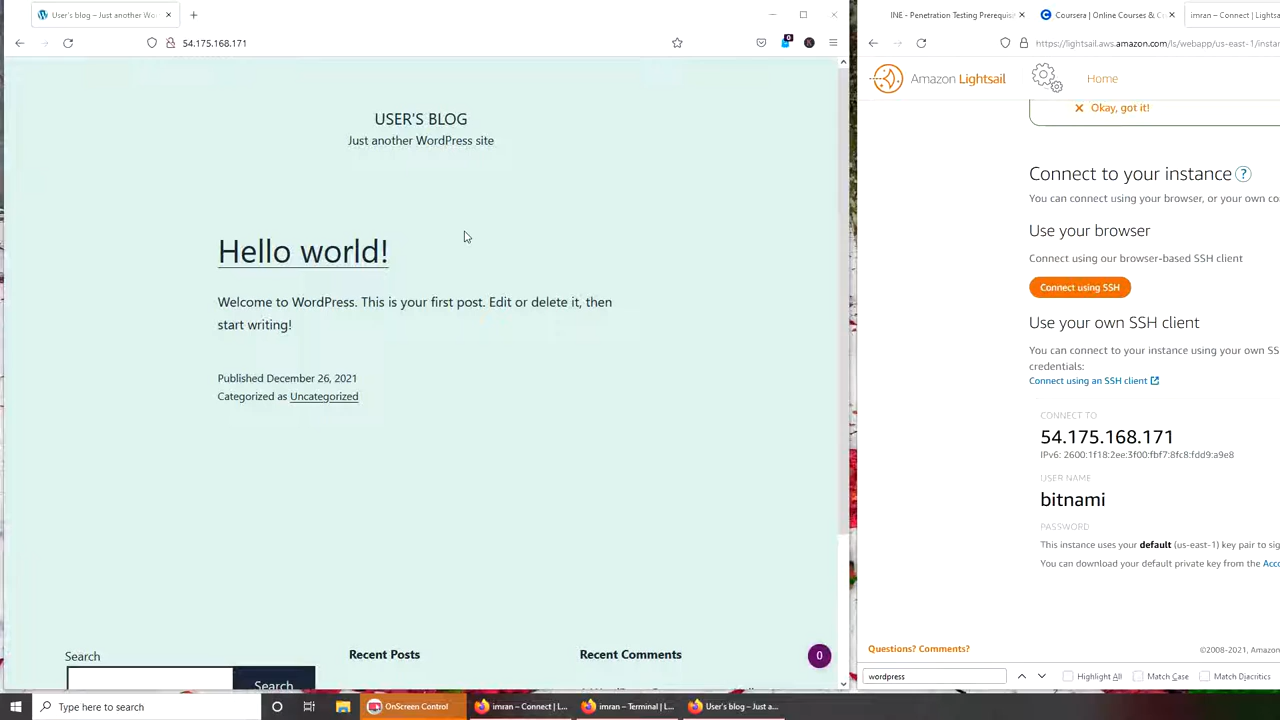 User's blog – Just another Wo
54.175.168.171
0
USER'S BLOG
Just another WordPress site
Hello world!
Welcome to WordPress. This is your first post. Edit or delete it, then
start writing!
Published December 26, 2021
Categorized as Uncategorized
Search
Search
Recent Posts
Recent Comments
0
INE - Penetration Testing Prerequis
Coursera | Online Courses & C
imran – Connect | Lights
https://lightsail.aws.amazon.com/ls/webapp/us-east-1/insta
Amazon Lightsail
Home
Okay, got it!
Connect to your instance ?
You can connect using your browser, or your own co
Use your browser
Connect using our browser-based SSH client
Connect using SSH
Use your own SSH client
You can connect to your instance using your own SS
credentials:
Connect using an SSH client
CONNECT TO
54.175.168.171
IPv6: 2600:1f18:2ee:3f00:fbf7:8fc8:fdd9:a9e8
USER NAME
bitnami
PASSWORD
This instance uses your default (us-east-1) key pair to sig
You can download your default private key from the Acco
Questions? Comments?
©2008-2021, Amazon
wordpress
Highlight All
Match Case
Match Diacritics
Type here to search
OnScreen Control
imran – Connect | L...
imran – Terminal | L...
User's blog – Just a...